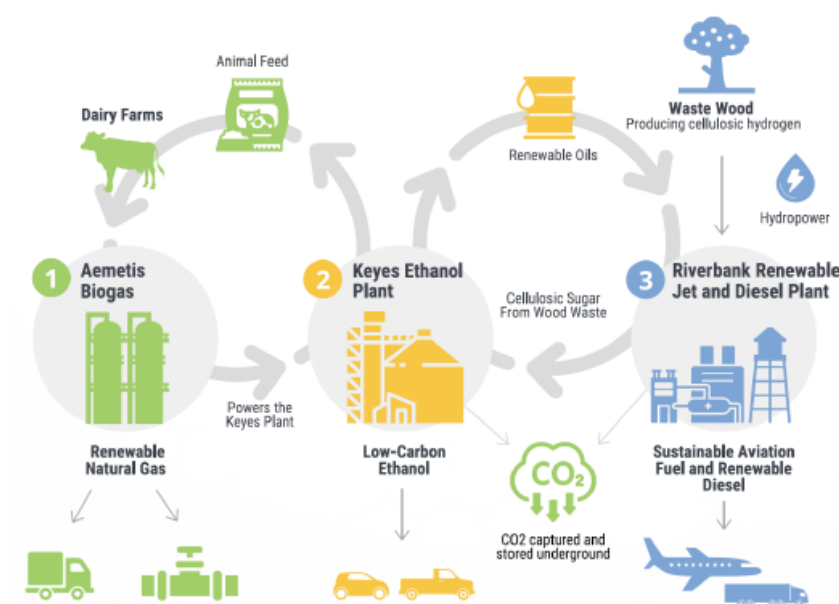 Animal Feed
Dairy Farms
Renewable Oils
Waste Wood
Producing cellulosic hydrogen
Hydropower
1
Aemetis
Biogas
2
Keyes Ethanol
Plant
Cellulosic Sugar
From Wood Waste
3
Riverbank Renewable
Jet and Diesel Plant
Powers the
Keyes Plant
Renewable
Natural Gas
Low-Carbon
Ethanol
CO2
CO2 captured and
stored underground
Sustainable Aviation
Fuel and Renewable
Diesel